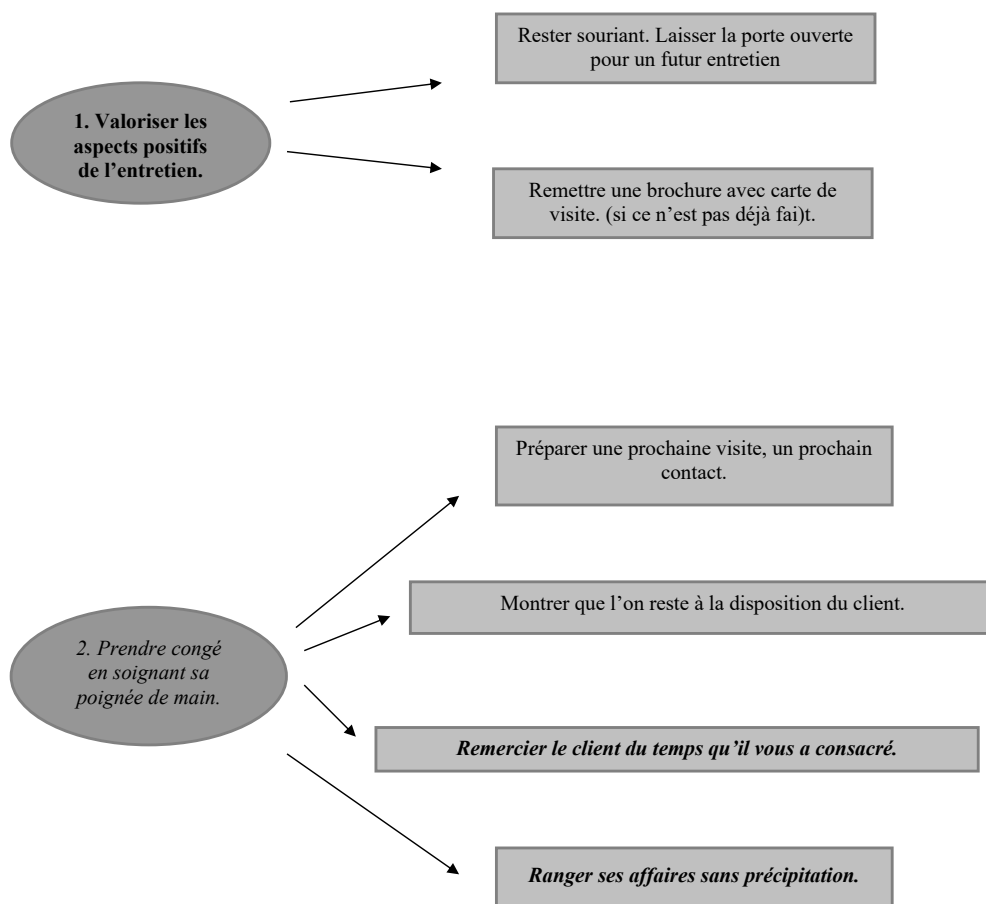 Rester souriant. Laisser la porte ouverte
pour un futur entretien
1. Valoriser les
aspects positifs
de l’entretien.
Remettre une brochure avec carte de
visite. (si ce n’est pas déjà fai)t.
Préparer une prochaine visite, un prochain
contact.
Montrer que l’on reste à la disposition du client.
2. Prendre congé
en soignant sa
poignée de main.
Remercier le client du temps qu’il vous a consacré.
Ranger ses affaires sans précipitation.